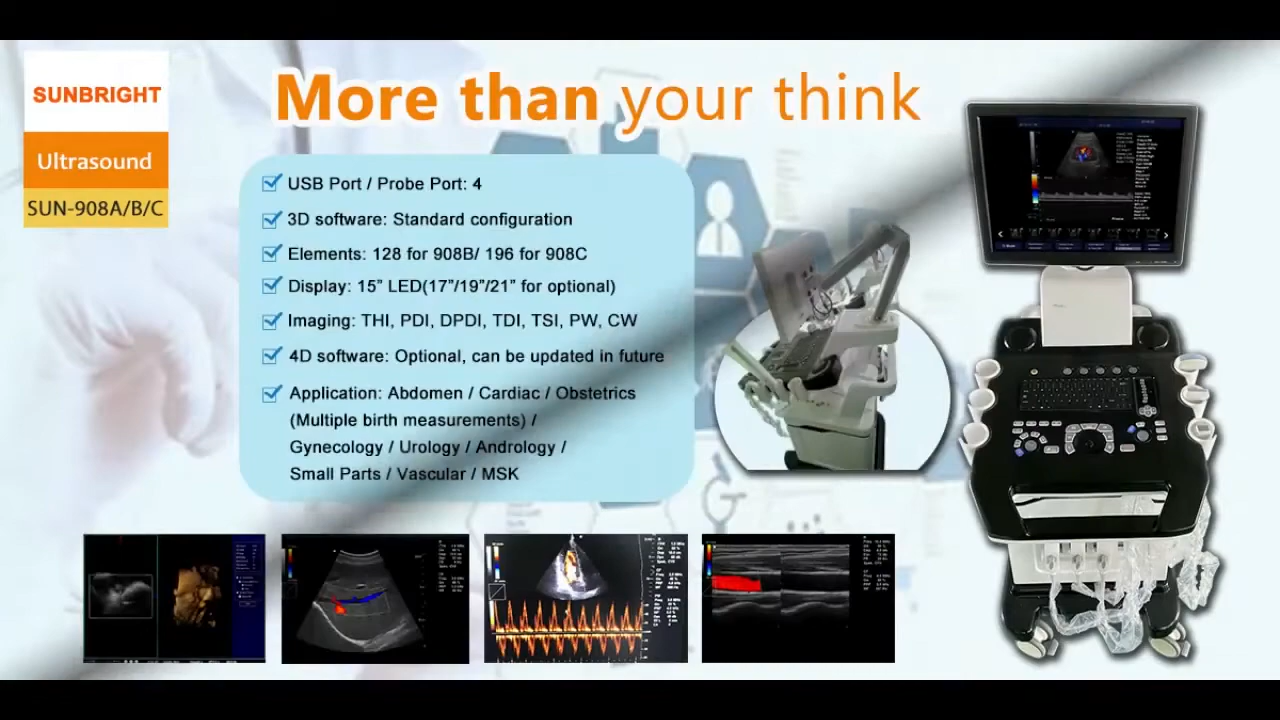 SUNBRIGHT
Ultrasound
SUN-908A/B/C
More than your think
USB Port / Probe Port: 4
3D software: Standard configuration
Elements: 128 for 908B/ 196 for 908C
Display: 15” LED(17”/19”/21” for optional)
Imaging: THI, PDI, DPDI, TDI, TSI, PW, CW
4D software: Optional, can be updated in future
Application: Abdomen / Cardiac / Obstetrics
(Multiple birth measurements) /
Gynecology / Urology / Andrology /
Small Parts / Vascular / MSK